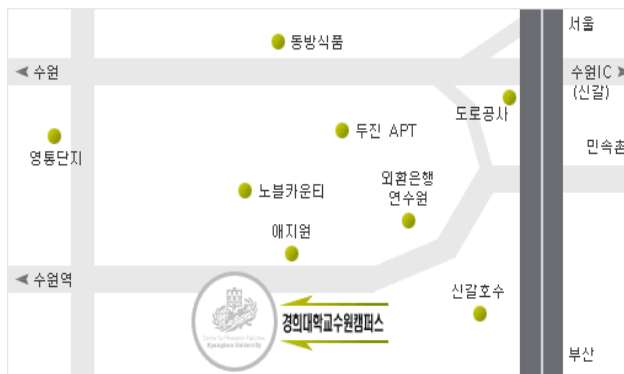 서울
동방식품
수원
수원IC
(신갈)
도로공사
두진 APT
민속촌
영통단지
외환은행
연수원
노블카운티
애지원
수원역
신갈호수
경희대학교수원캠퍼스
Kyunghee University
부산